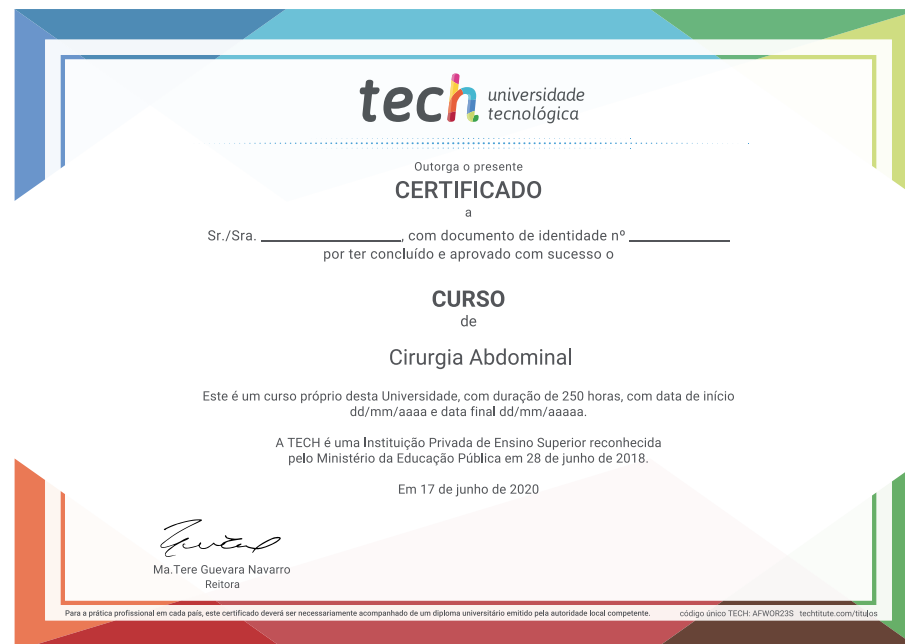 tech universidade
tecnológica
Outorga o presente
CERTIFICADO
a
Sr./Sra. ____________________, com documento de identidade nº ______________
por ter concluído e aprovado com sucesso o
CURSO
de
Cirurgia Abdominal
Este é um curso próprio desta Universidade, com duração de 250 horas, com data de início
dd/mm/aaaa e data final dd/mm/aaaaa.
A TECH é uma Instituição Privada de Ensino Superior reconhecida
pelo Ministério da Educação Pública em 28 de junho de 2018.
Em 17 de junho de 2020
Ma.Tere Guevara Navarro
Reitora
Para a prática profissional em cada país, este certificado deverá ser necessariamente acompanhado de um diploma universitário emitido pela autoridade local competente. código único TECH: AFWOR23S techtitute.com/titulos